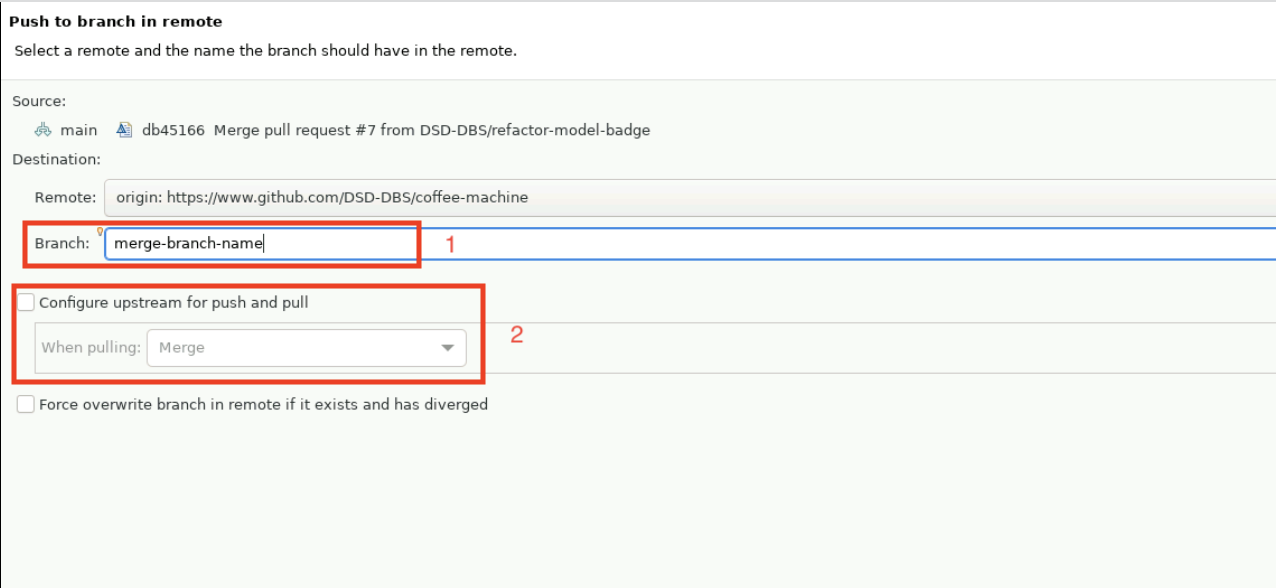 Push to branch in remote
Select a remote and the name the branch should have in the remote.
Source:
main db45166 Merge pull request #7 from DSD-DBS/refactor-model-badge
Destination:
Remote: origin: https://www.github.com/DSD-DBS/coffee-machine
Branch: merge-branch-name 1
Configure upstream for push and pull
When pulling: Merge 2
Force overwrite branch in remote if it exists and has diverged